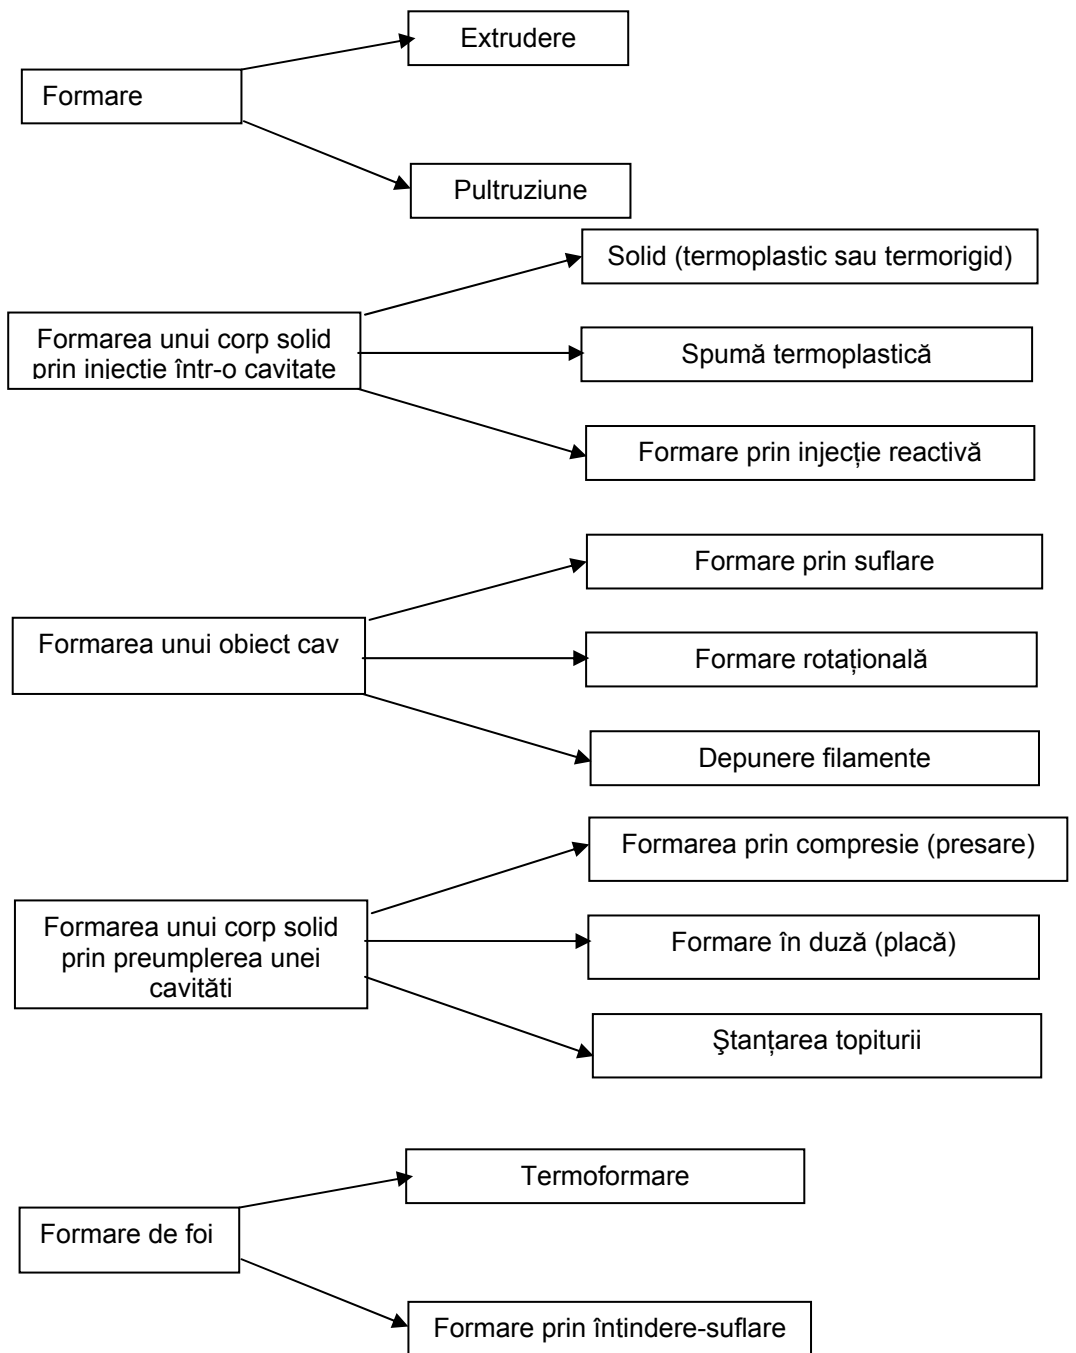 Extrudere
Formare
Pultruziune
Solid (termoplastic sau termorigid)
Formarea unui corp solid
prin injecție într-o cavitate
Spumă termoplastică
Formare prin injecție reactivă
Formare prin suflare
Formarea unui obiect cav
Formare rotațională
Depunere filamente
Formarea prin compresie (presare)
Formarea unui corp solid
prin preumplerea unei
cavităti
Formare în duză (placă)
Ştanțarea topiturii
Termoformare
Formare de foi
Formare prin întindere-suflare